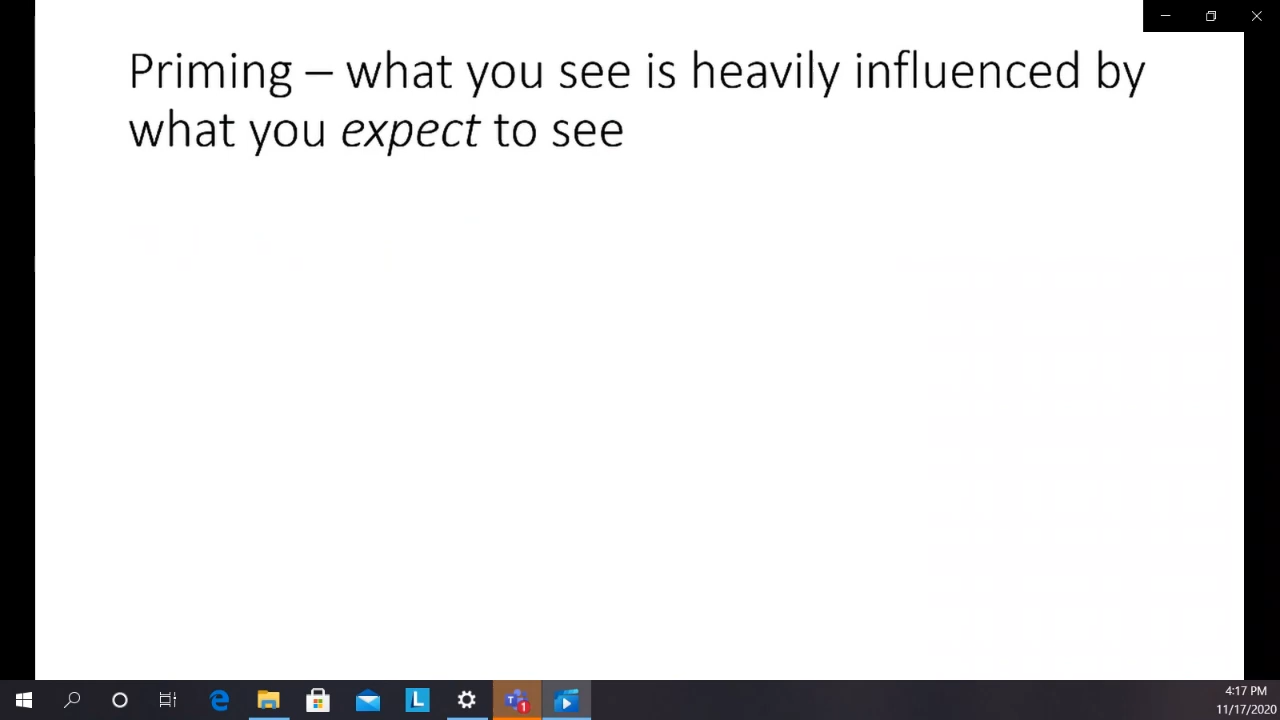 Priming – what you see is heavily influenced by
what you expect to see
L
T
1
4:17 PM
11/17/2020